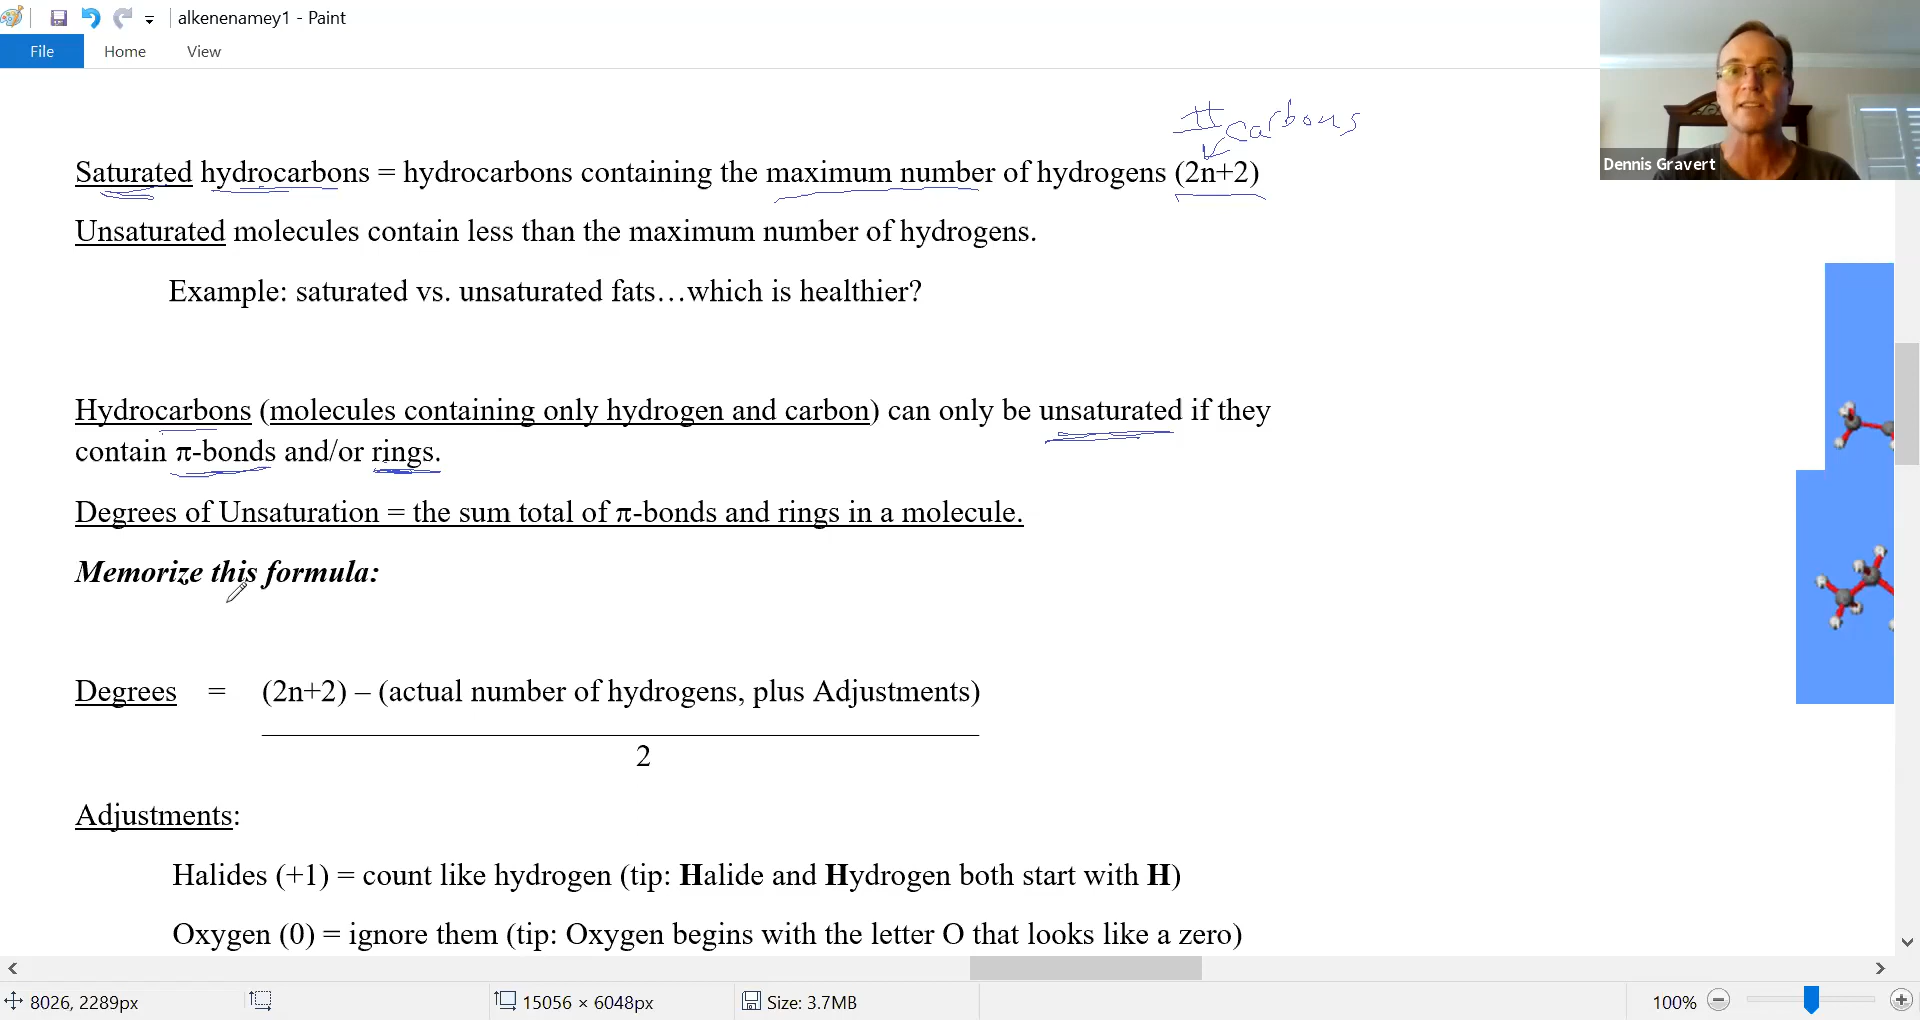 alkenenamey1 - Paint
File Home View
# carbons
Dennis Gravert
Saturated hydrocarbons = hydrocarbons containing the maximum number of hydrogens (2n+2)
Unsaturated molecules contain less than the maximum number of hydrogens.
Example: saturated vs. unsaturated fats…which is healthier?
Hydrocarbons (molecules containing only hydrogen and carbon) can only be unsaturated if they
contain π-bonds and/or rings.
Degrees of Unsaturation = the sum total of π-bonds and rings in a molecule.
Memorize this formula:
Degrees = (2n+2) – (actual number of hydrogens, plus Adjustments)
2
Adjustments:
Halides (+1) = count like hydrogen (tip: Halide and Hydrogen both start with H)
Oxygen (0) = ignore them (tip: Oxygen begins with the letter O that looks like a zero)
8026, 2289px 15056 × 6048px Size: 3.7MB 100%